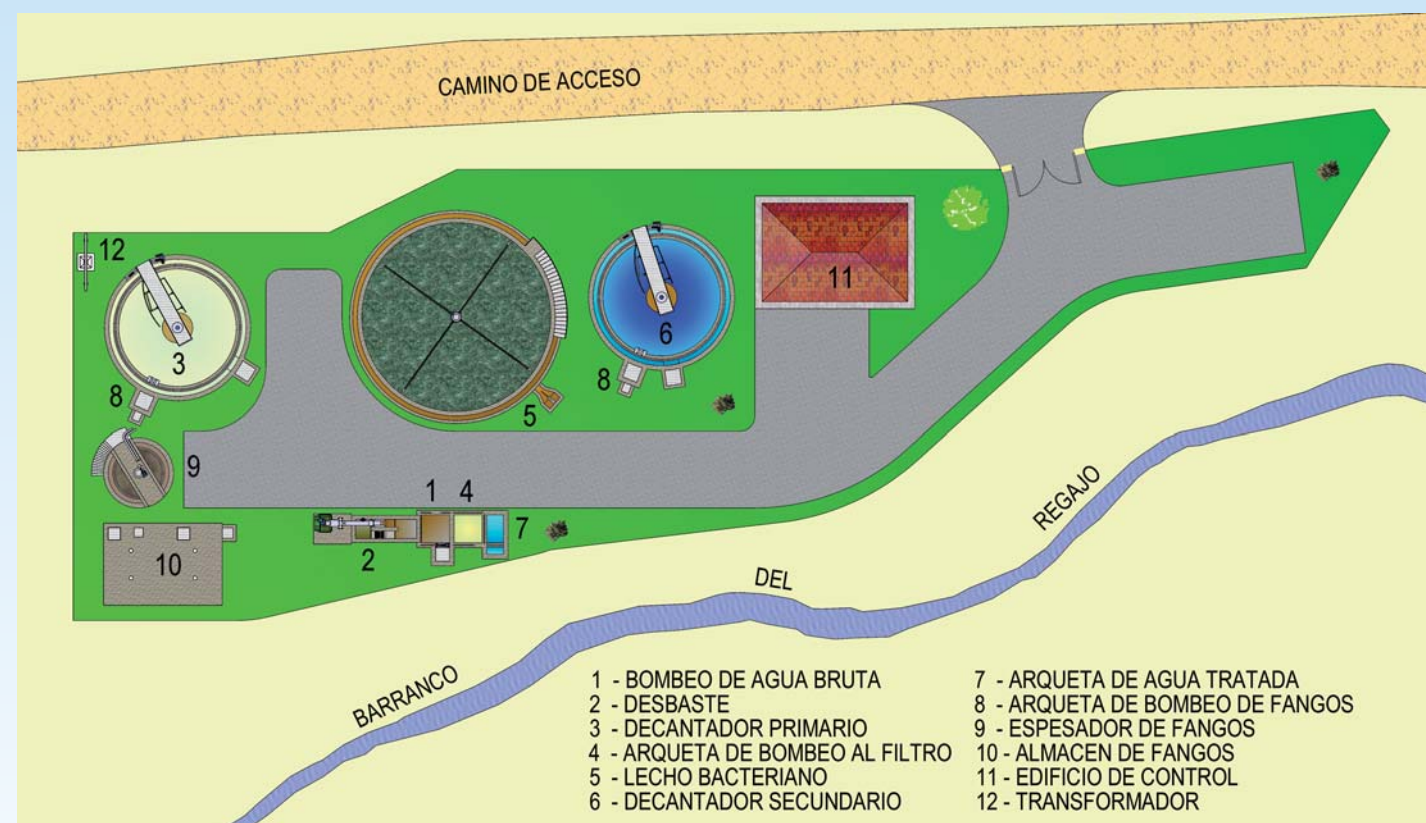 CAMINO DE ACCESO
12
11
3
6
8
8
5
9
1 4
7
2
10
REGAJO
DEL
BARRANCO
1 - BOMBEO DE AGUA BRUTA
2 - DESBASTE
3 - DECANTADOR PRIMARIO
4 - ARQUETA DE BOMBEO AL FILTRO
5 - LECHO BACTERIANO
6 - DECANTADOR SECUNDARIO
7 - ARQUETA DE AGUA TRATADA
8 - ARQUETA DE BOMBEO DE FANGOS
9 - ESPESADOR DE FANGOS
10 - ALMACEN DE FANGOS
11 - EDIFICIO DE CONTROL
12 - TRANSFORMADOR